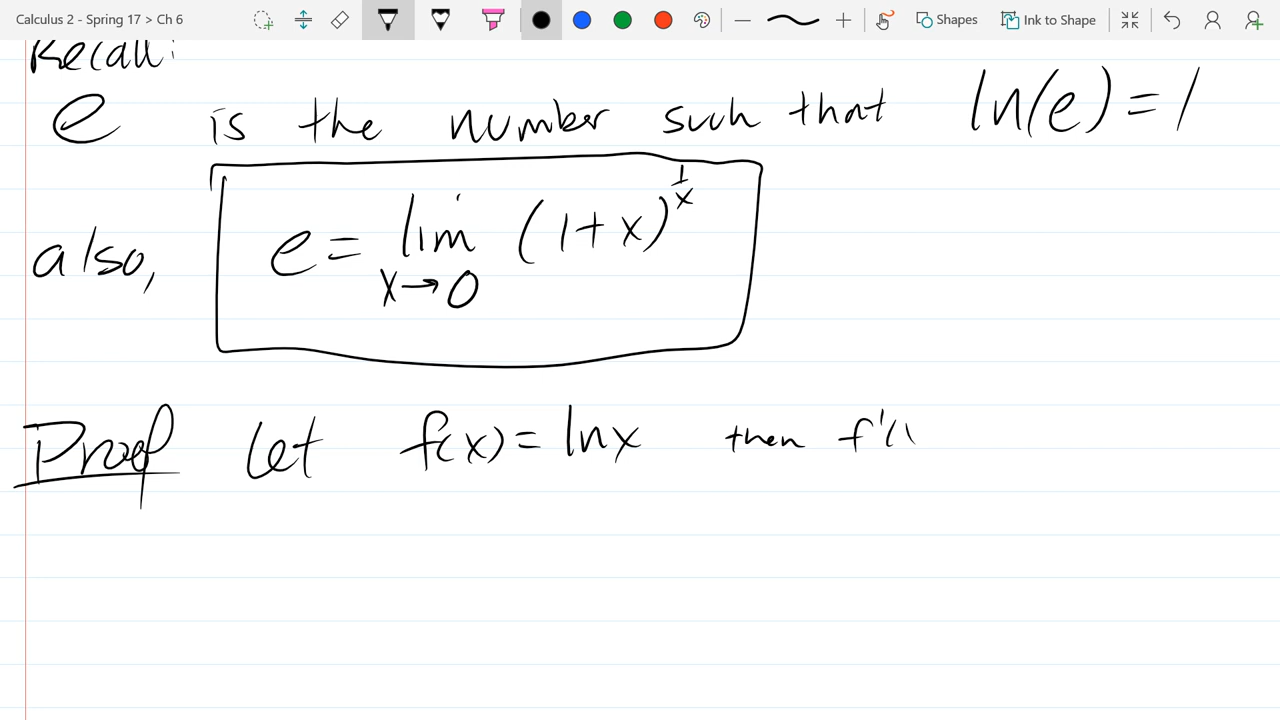 Calculus 2 - Spring 17 > Ch 6 Shapes Ink to Shape
Recall:
e is the number such that ln(e) = 1
also, e = lim x→0 (1+x)^(1/x)
Proof Let f(x) = lnx then f'(